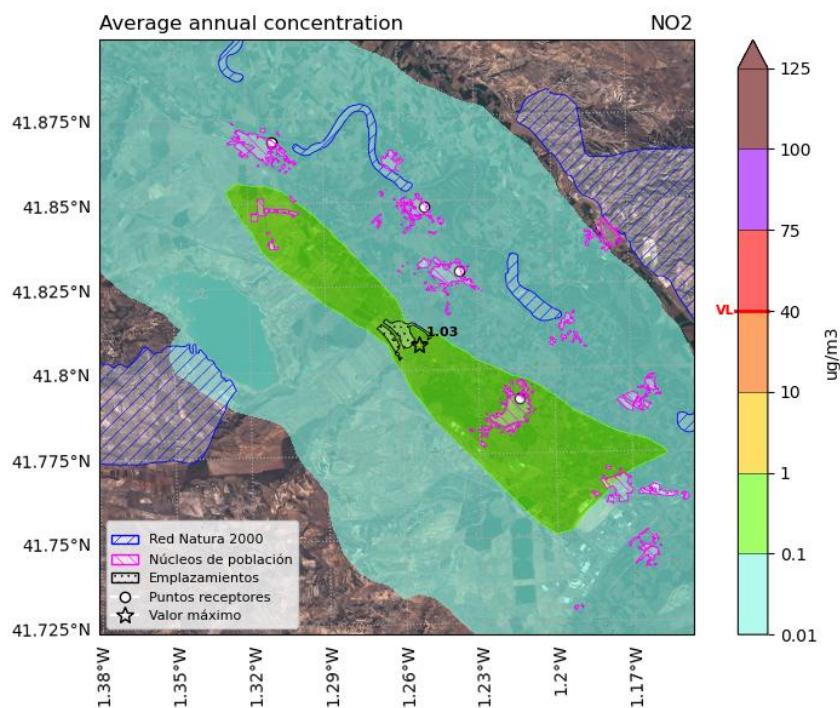 Average annual concentration NO2
41.875°N
41.85°N
41.825°N
41.8°N
41.775°N
41.75°N
41.725°N
1.03
Red Natura 2000
Núcleos de población
Emplazamientos
Puntos receptores
Valor máximo
1.38°W
1.35°W
1.32°W
1.29°W
1.26°W
1.23°W
1.2°W
1.17°W
125
100
75
VL 40
10
1
0.1
0.01
ug/m3